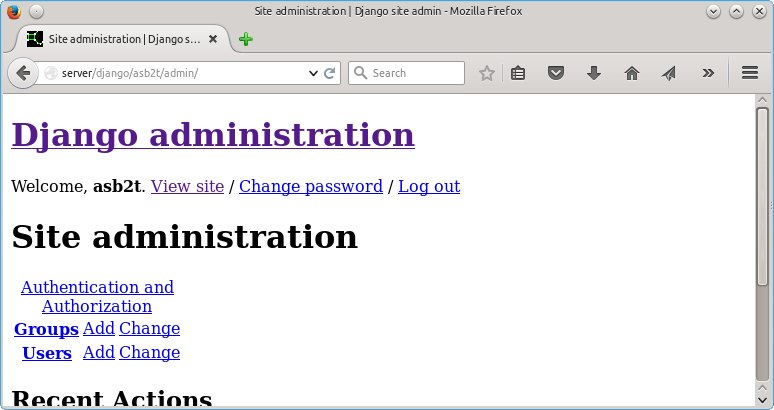 Site administration | Django site admin - Mozilla Firefox
Site administration | Django s...
server/django/asb2t/admin/
Search
Django administration
Welcome, asb2t. View site / Change password / Log out
Site administration
Authentication and
Authorization
Groups Add Change
Users Add Change
Recent Actions